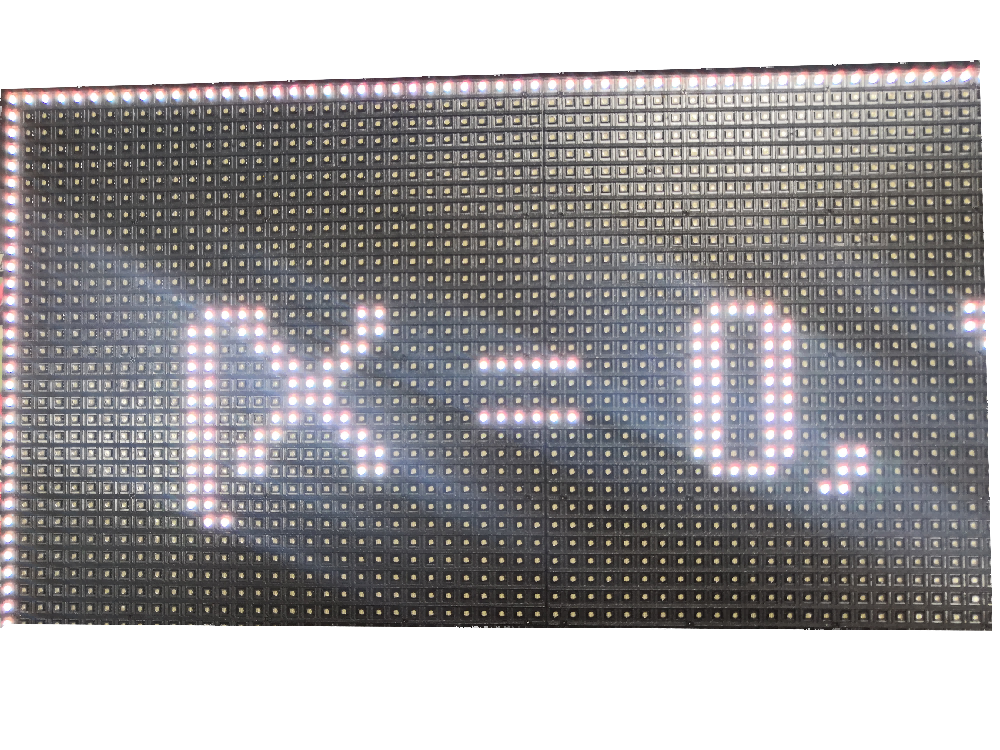 [X = 0,